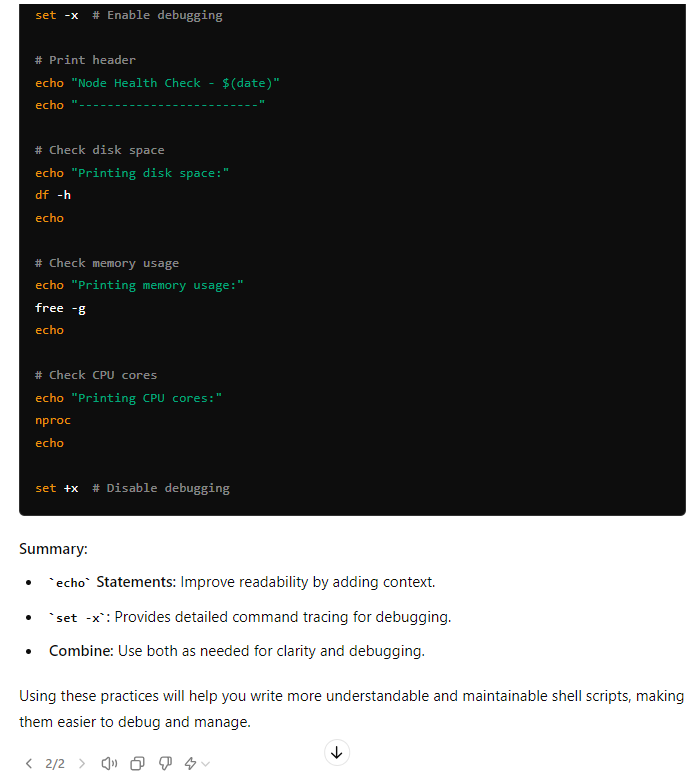 set -x  # Enable debugging
# Print header
echo "Node Health Check - $(date)"
echo "-------------------------"
# Check disk space
echo "Printing disk space:"
df -h
echo
# Check memory usage
echo "Printing memory usage:"
free -g
echo
# Check CPU cores
echo "Printing CPU cores:"
nproc
echo
set +x  # Disable debugging
Summary:
• `echo` Statements: Improve readability by adding context.
• `set -x`: Provides detailed command tracing for debugging.
• Combine: Use both as needed for clarity and debugging.
Using these practices will help you write more understandable and maintainable shell scripts, making
them easier to debug and manage.
2/2